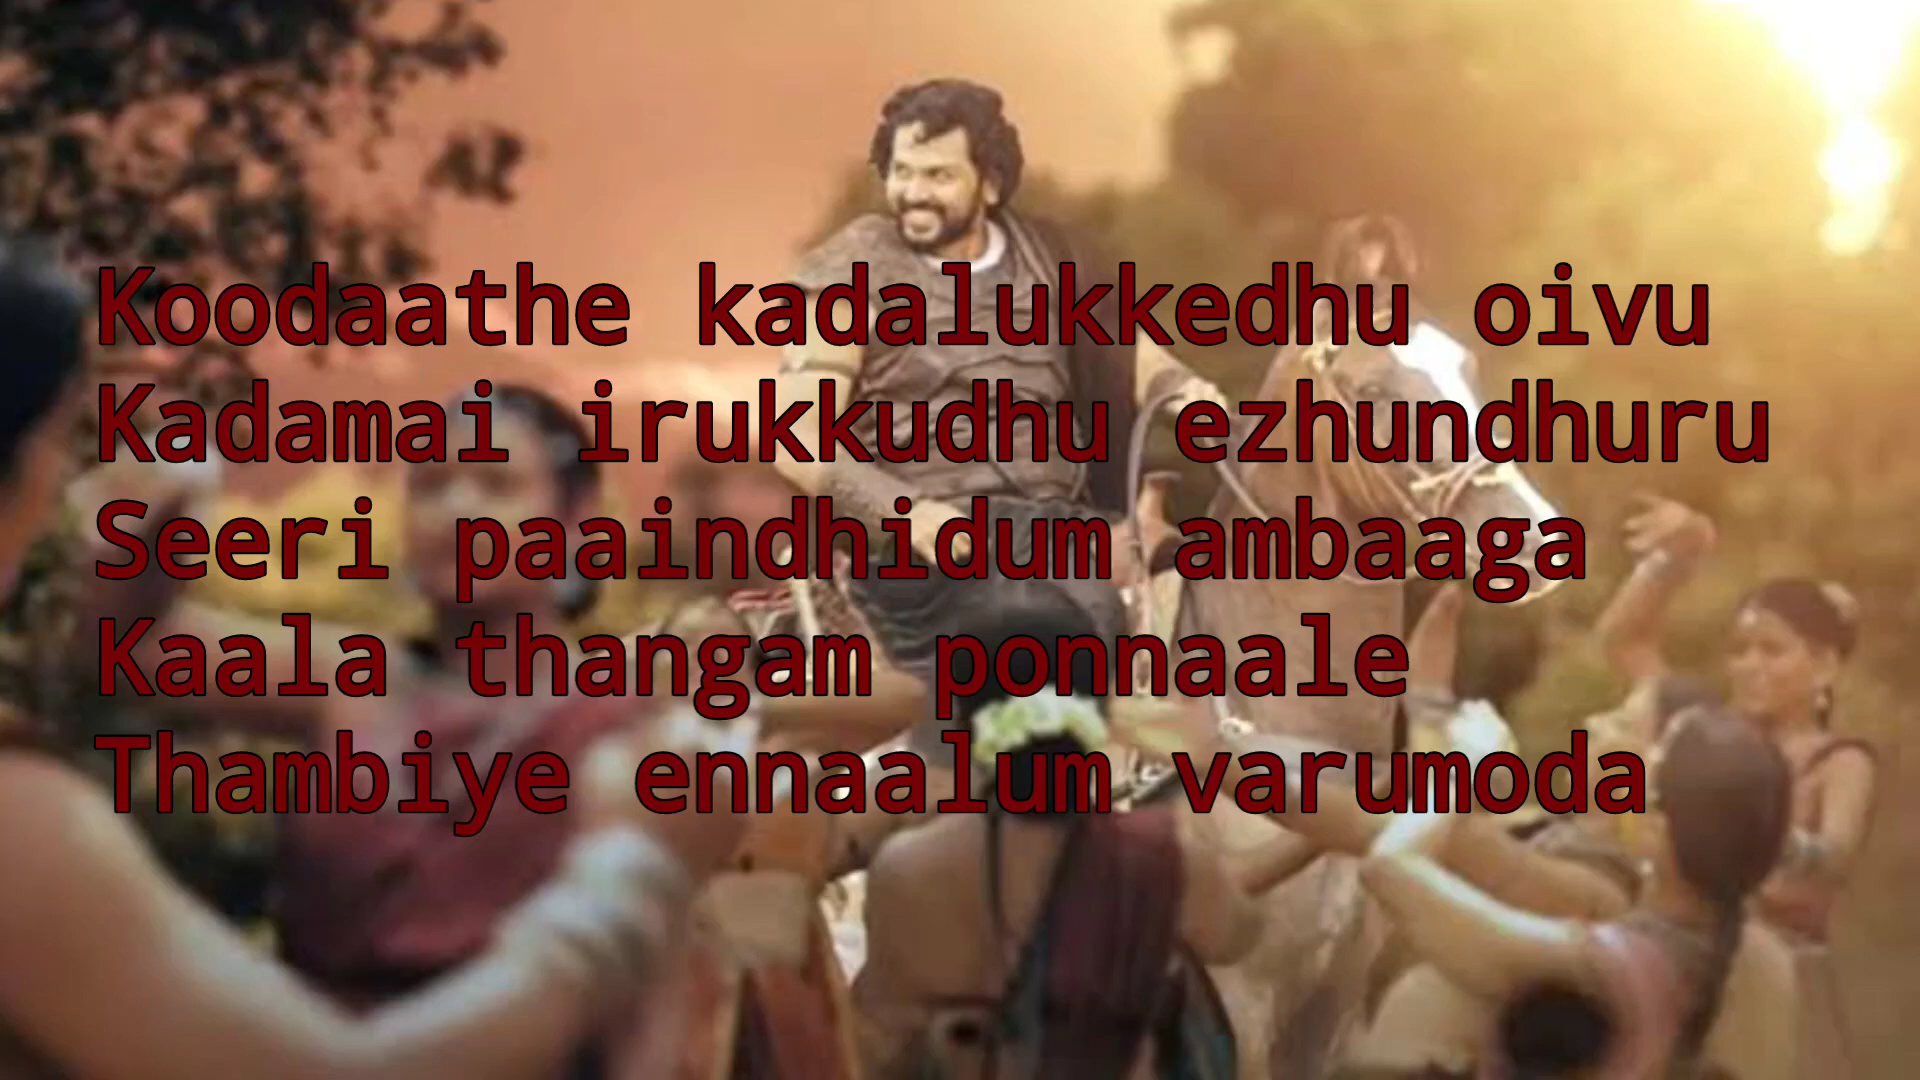 Koodaathe kadalukkedhu oivu
Kadamai irukkudhu ezhundhuru
Seeri paaindhidum ambaaga
Kaala thangam ponnaale
Thambiye ennaalum varumoda